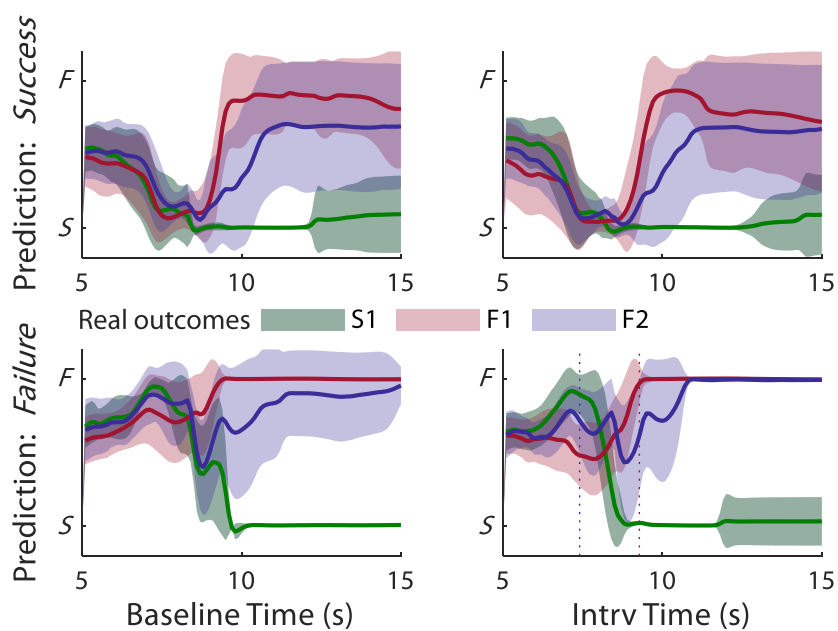 Prediction: Success
F
S
5
10
15
F
S
5
10
15
Real outcomes
S1
F1
F2
Prediction: Failure
F
S
5
10
15
Baseline Time (s)
F
S
5
10
15
Intrv Time (s)